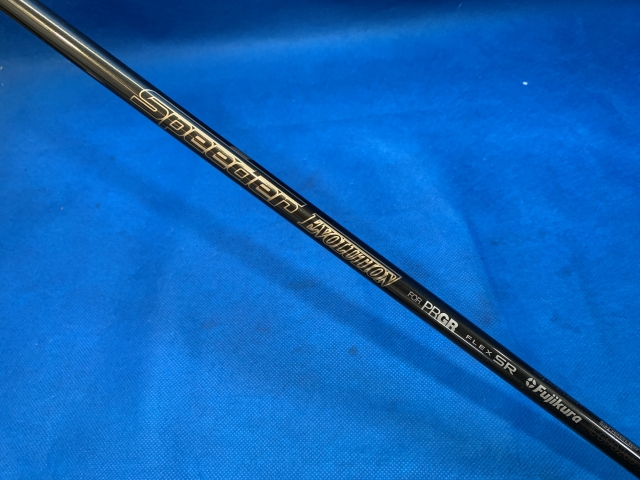 Speeder EVOLUTION FOR PRGR FLEX SR Fujikura